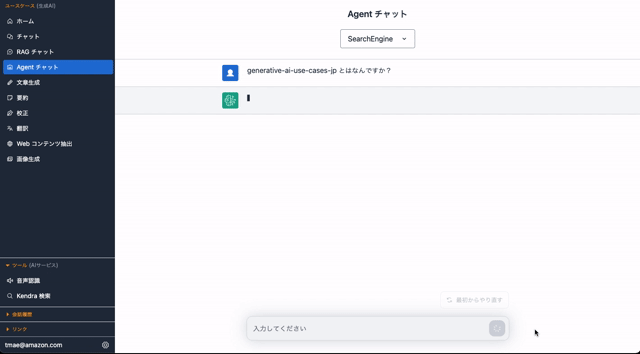 ユースケース (生成AI)
ホーム
チャット
RAG チャット
Agent チャット
文章生成
要約
校正
翻訳
Web コンテンツ抽出
画像生成
ツール (AIサービス)
音声認識
Kendra 検索
会話履歴
リンク
tmae@amazon.com
Agent チャット
SearchEngine
generative-ai-use-cases-jp とはなんですか？
最初からやり直す
入力してください